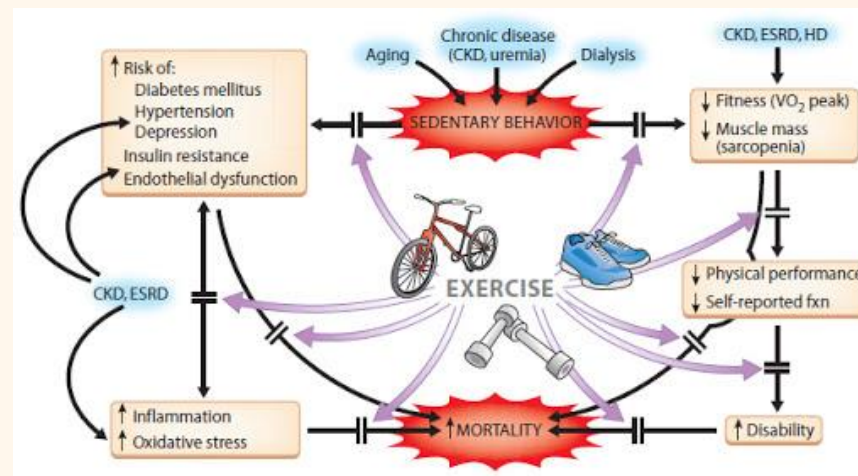 Chronic disease
(CKD, uremia)
Aging
Dialysis
CKD, ESRD, HD
↑ Risk of:
Diabetes mellitus
Hypertension
Depression
Insulin resistance
Endothelial dysfunction
SEDENTARY BEHAVIOR
↓ Fitness (VO₂ peak)
↓ Muscle mass
(sarcopenia)
CKD, ESRD
EXERCISE
↓ Physical performance
↓ Self-reported fxn
↑ Inflammation
↑ Oxidative stress
↑ MORTALITY
↑ Disability